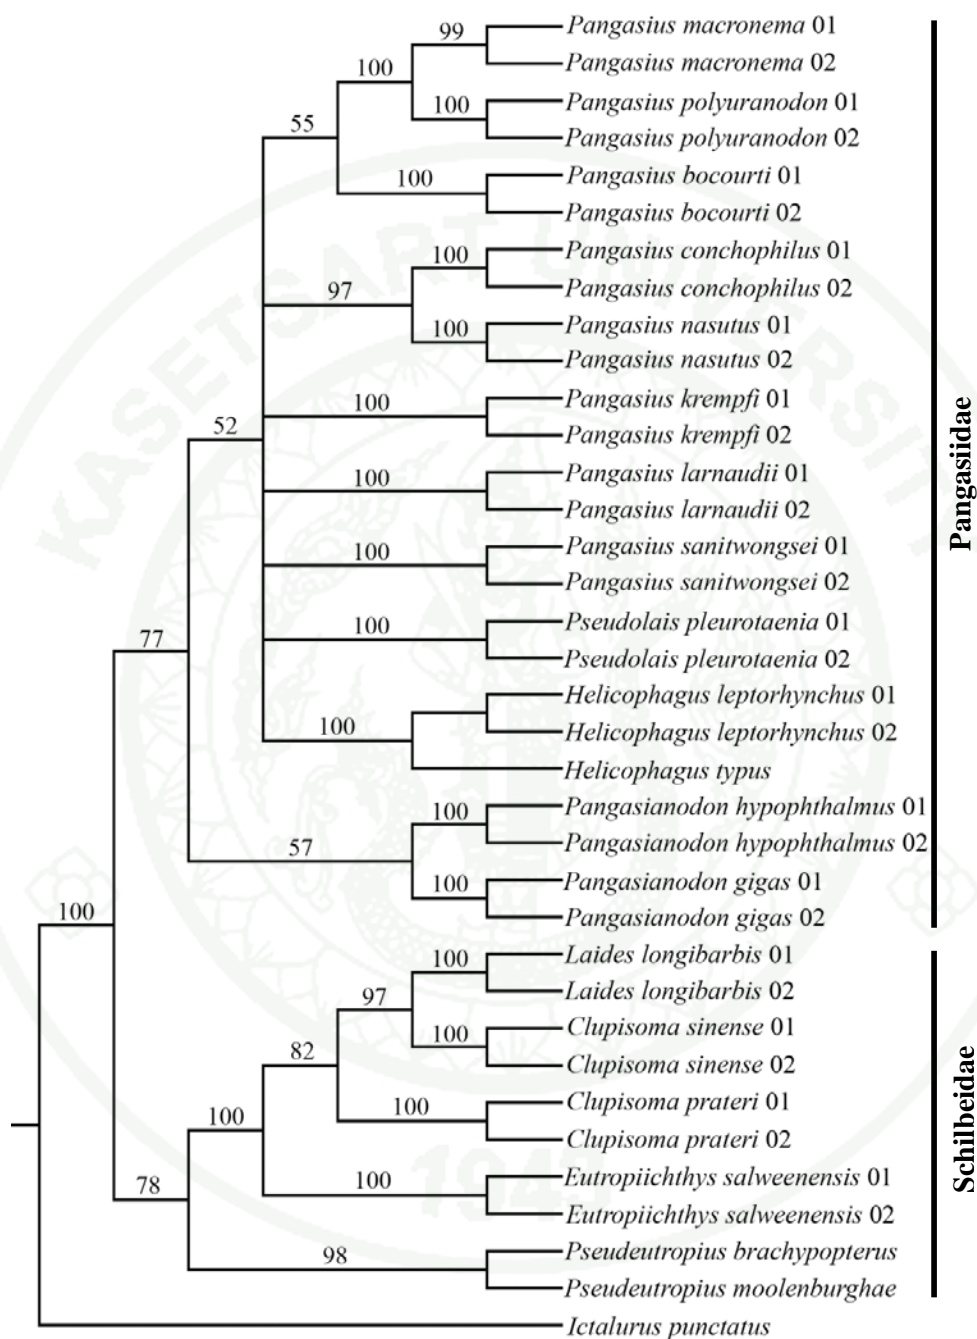 99
Pangasius macronema 01
100
Pangasius macronema 02
100
Pangasius polyuranodon 01
55
Pangasius polyuranodon 02
100
Pangasius bocourti 01
Pangasius bocourti 02
100
Pangasius conchophilus 01
97
Pangasius conchophilus 02
100
Pangasius nasutus 01
Pangasius nasutus 02
100
Pangasius krempfi 01
52
Pangasius krempfi 02
100
Pangasius larnaudii 01
Pangasius larnaudii 02
100
Pangasius sanitwongsei 01
Pangasius sanitwongsei 02
100
Pseudolais pleurotaenia 01
77
Pseudolais pleurotaenia 02
Helicophagus leptorhynchus 01
100
Helicophagus leptorhynchus 02
Helicophagus typus
100
Pangasianodon hypophthalmus 01
57
Pangasianodon hypophthalmus 02
100
Pangasianodon gigas 01
100
Pangasianodon gigas 02
Pangasiidae
100
Laides longibarbis 01
97
Laides longibarbis 02
100
Clupisoma sinense 01
82
Clupisoma sinense 02
100
Clupisoma prateri 01
100
Clupisoma prateri 02
100
Eutropiichthys salweenensis 01
78
Eutropiichthys salweenensis 02
98
Pseudeutropius brachypopterus
Pseudeutropius moolenburghae
Schilbeidae
Ictalurus punctatus
KASETSART UNIVERSITY
1943